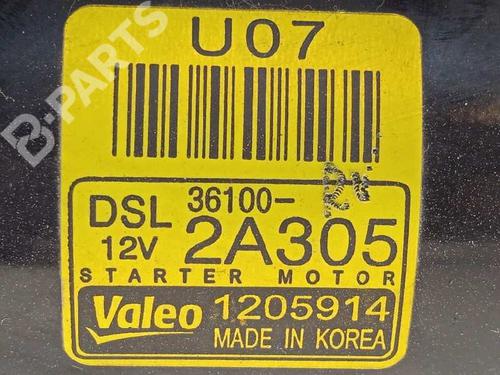 U07
B-PARTS
DSL 36100-
12V 2A305
STARTER MOTOR
Valeo 1205914
MADE IN KOREA